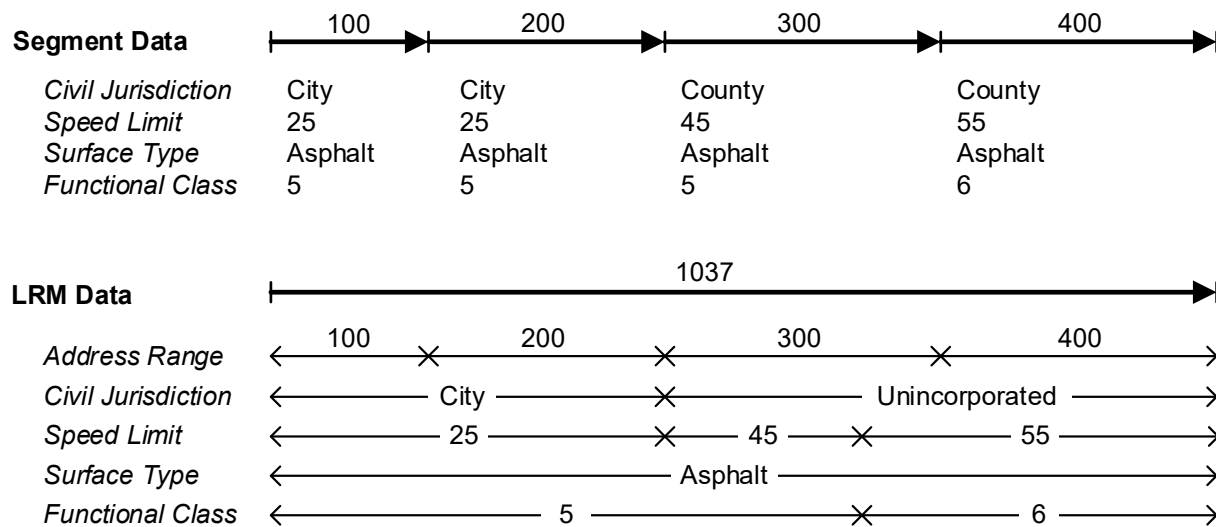 100 200 300 400
Segment Data
Civil Jurisdiction City City County County
Speed Limit 25 25 45 55
Surface Type Asphalt Asphalt Asphalt Asphalt
Functional Class 5 5 5 6
1037
LRM Data
Address Range 100 200 300 400
Civil Jurisdiction City Unincorporated
Speed Limit 25 45 55
Surface Type Asphalt
Functional Class 5 6